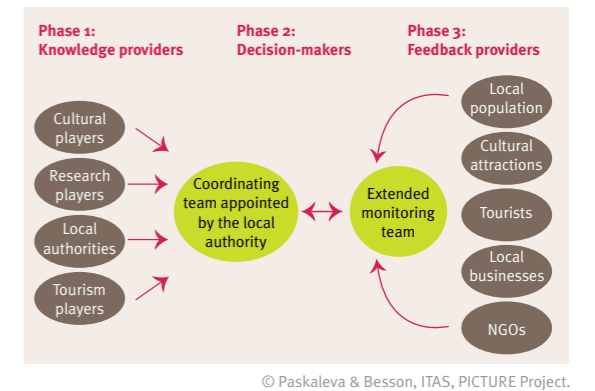 Phase 1:
Knowledge providers
Phase 2:
Decision-makers
Phase 3:
Feedback providers
Cultural
players
Research
players
Local
authorities
Tourism
players
Coordinating
team appointed
by the local
authority
Extended
monitoring
team
Local
population
Cultural
attractions
Tourists
Local
businesses
NGOs
© Paskaleva & Besson, ITAS, PICTURE Project.